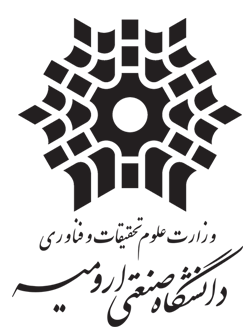 وزارت علوم تحقیقات و فناوری
دانشگاه صنعتی ارومیه